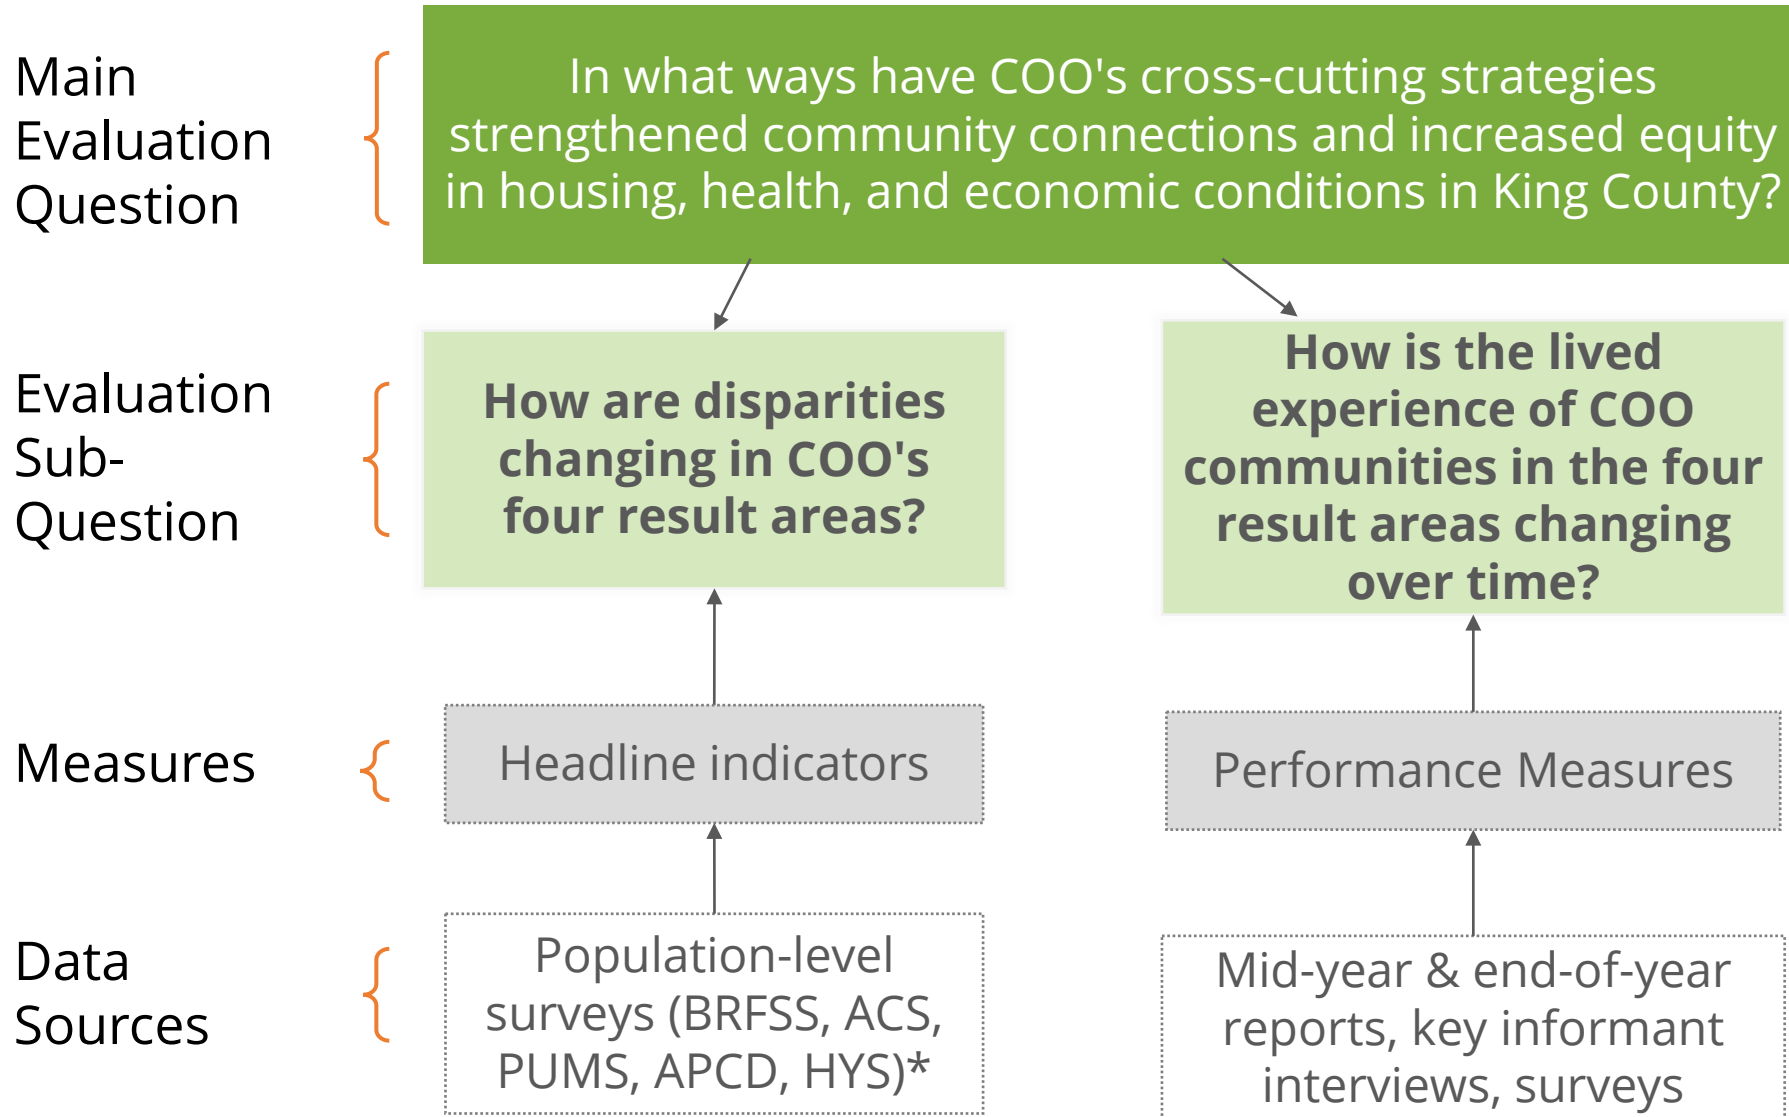 Main
Evaluation
Question
In what ways have COO's cross-cutting strategies
strengthened community connections and increased equity
in housing, health, and economic conditions in King County?
Evaluation
Sub-
Question
How are disparities
changing in COO's
four result areas?
How is the lived
experience of COO
communities in the four
result areas changing
over time?
Measures
Headline indicators
Performance Measures
Data
Sources
Population-level
surveys (BRFSS, ACS,
PUMS, APCD, HYS)*
Mid-year & end-of-year
reports, key informant
interviews, surveys